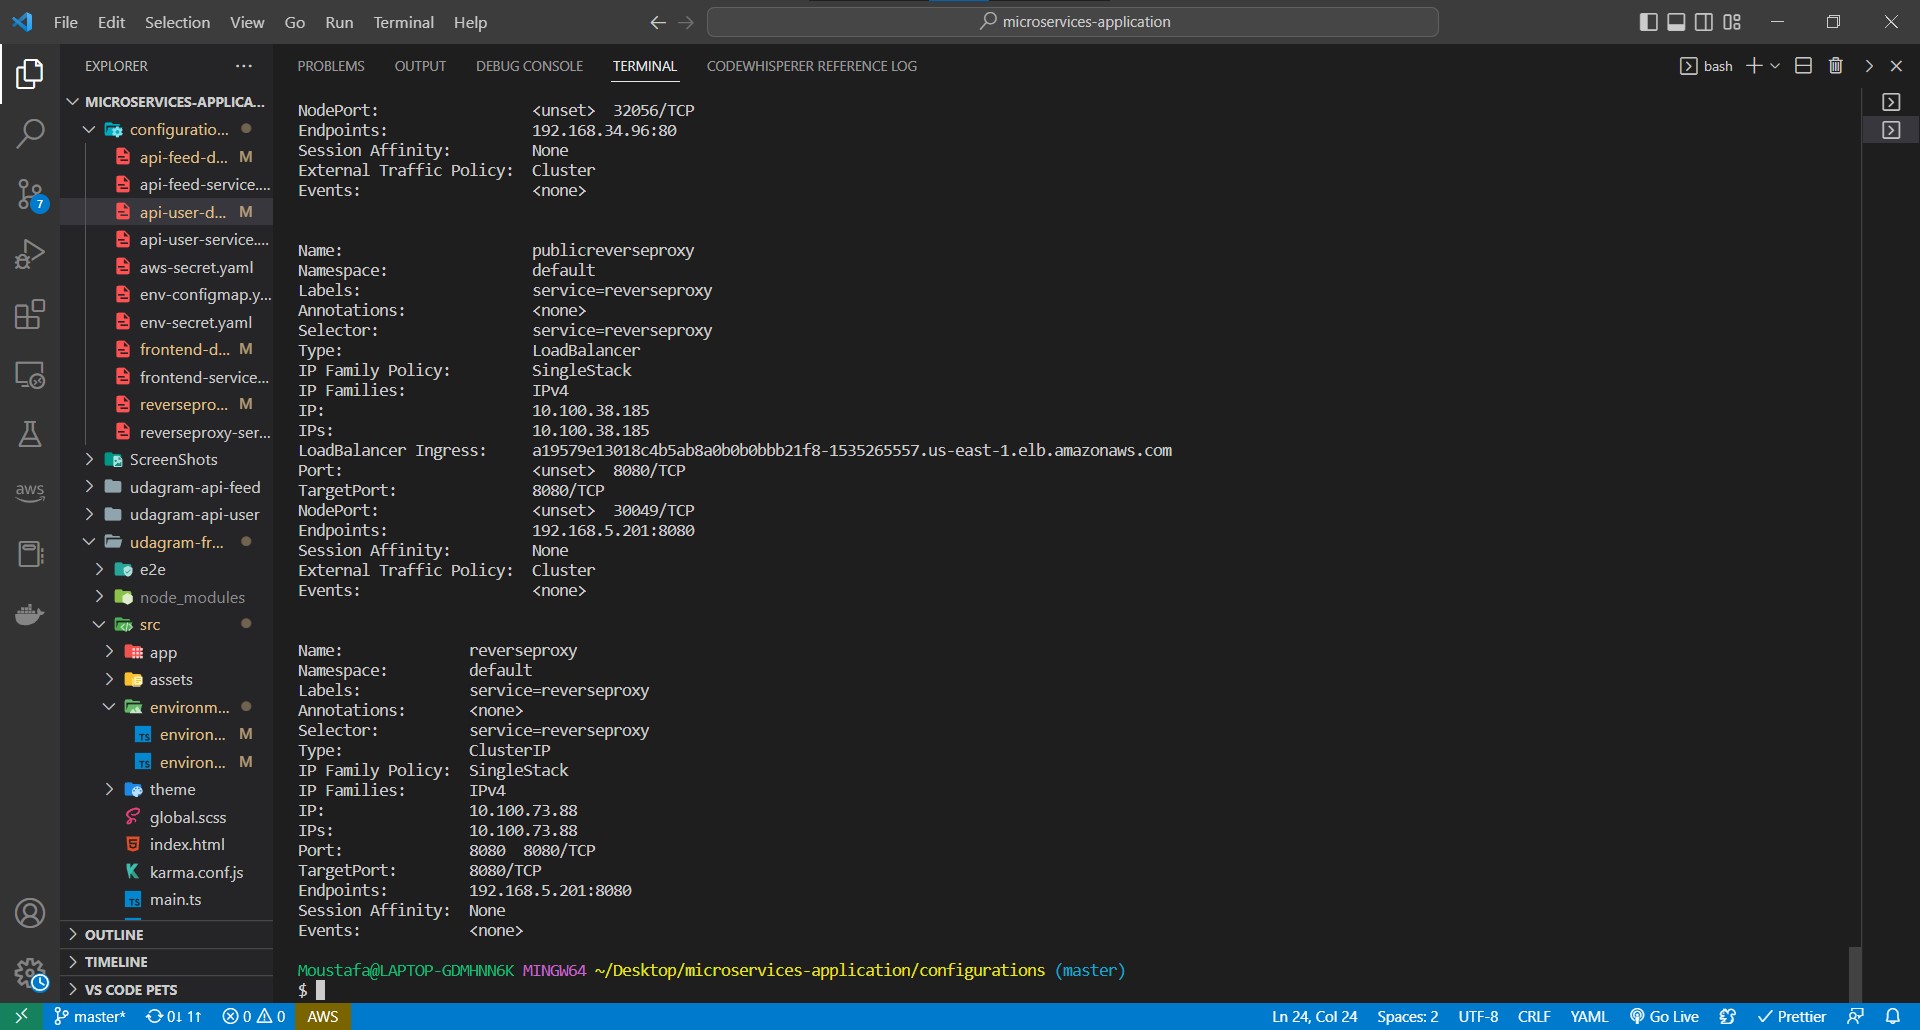 File Edit Selection View Go Run Terminal Help
microservices-application
EXPLORER
MICROSERVICES-APPLICA...
configuratio...
api-feed-d... M
api-feed-service....
api-user-d... M
api-user-service....
aws-secret.yaml
env-configmap.y...
env-secret.yaml
frontend-d... M
frontend-service...
reversepro... M
reverseproxy-ser...
ScreenShots
udagram-api-feed
udagram-api-user
udagram-fr...
e2e
node_modules
src
app
assets
environm...
TS environ... M
TS environ... M
theme
global.scss
index.html
karma.conf.js
TS main.ts
OUTLINE
TIMELINE
VS CODE PETS
7
aws
PROBLEMS OUTPUT DEBUG CONSOLE TERMINAL CODEWHISPERER REFERENCE LOG
bash
NodePort: <unset> 32056/TCP
Endpoints: 192.168.34.96:80
Session Affinity: None
External Traffic Policy: Cluster
Events: <none>
Name: publicreverseproxy
Namespace: default
Labels: service=reverseproxy
Annotations: <none>
Selector: service=reverseproxy
Type: LoadBalancer
IP Family Policy: SingleStack
IP Families: IPv4
IP: 10.100.38.185
IPs: 10.100.38.185
LoadBalancer Ingress: a19579e13018c4b5ab8a0b0b0bbb21f8-1535265557.us-east-1.elb.amazonaws.com
Port: <unset> 8080/TCP
TargetPort: 8080/TCP
NodePort: <unset> 30049/TCP
Endpoints: 192.168.5.201:8080
Session Affinity: None
External Traffic Policy: Cluster
Events: <none>
Name: reverseproxy
Namespace: default
Labels: service=reverseproxy
Annotations: <none>
Selector: service=reverseproxy
Type: ClusterIP
IP Family Policy: SingleStack
IP Families: IPv4
IP: 10.100.73.88
IPs: 10.100.73.88
Port: 8080 8080/TCP
TargetPort: 8080/TCP
Endpoints: 192.168.5.201:8080
Session Affinity: None
Events: <none>
Moustafa@LAPTOP-GDMHNN6K MINGW64 ~/Desktop/microservices-application/configurations (master)
$
master* 0↓ 1↑ 0 0 AWS
Ln 24, Col 24 Spaces: 2 UTF-8 CRLF YAML Go Live Prettier